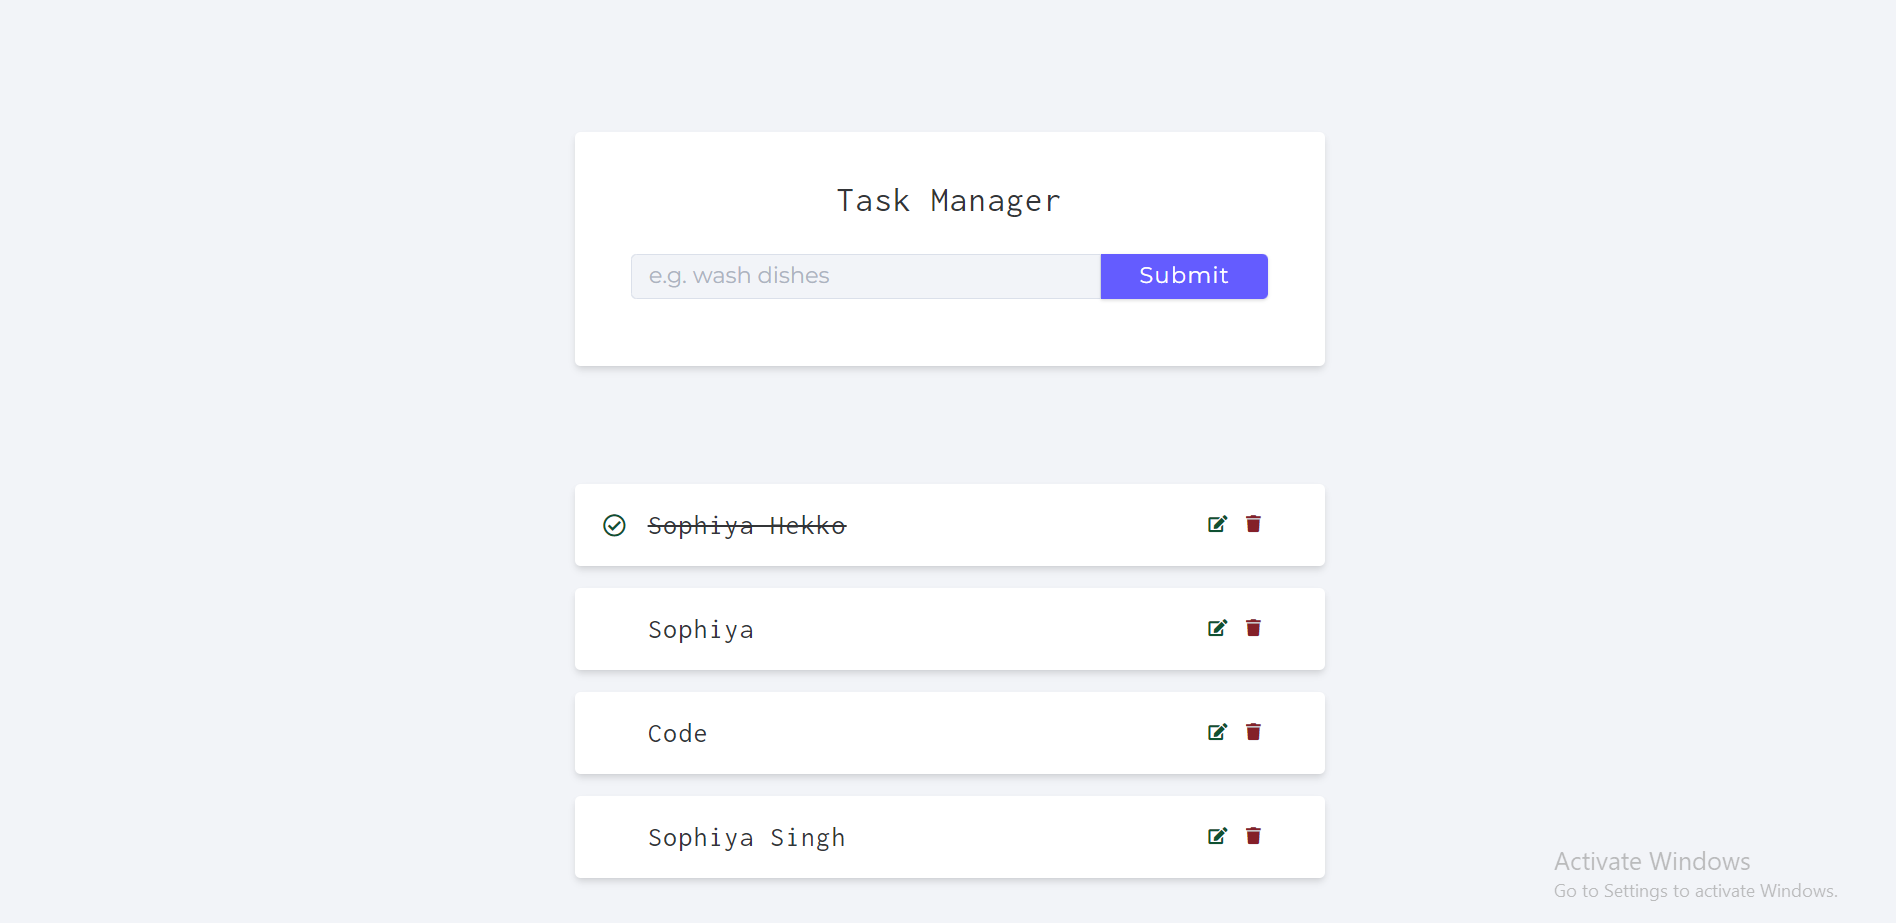 Task Manager
e.g. wash dishes
Submit
Sophiya Hekko
Sophiya
Code
Sophiya Singh
Activate Windows
Go to Settings to activate Windows.